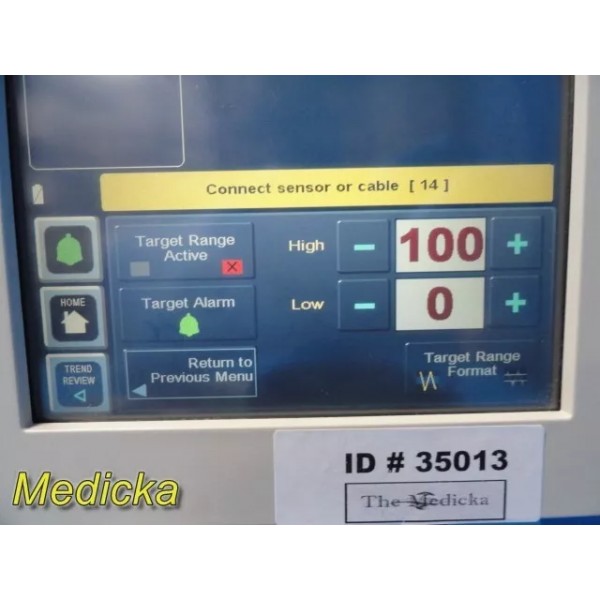 Connect sensor or cable [ 14 ]
Target Range
Active
High
100
HOME
Target Alarm
Low
0
TREND
REVIEW
Return to
Previous Menu
Target Range
Format
ID # 35013
The Medicka
Medicka